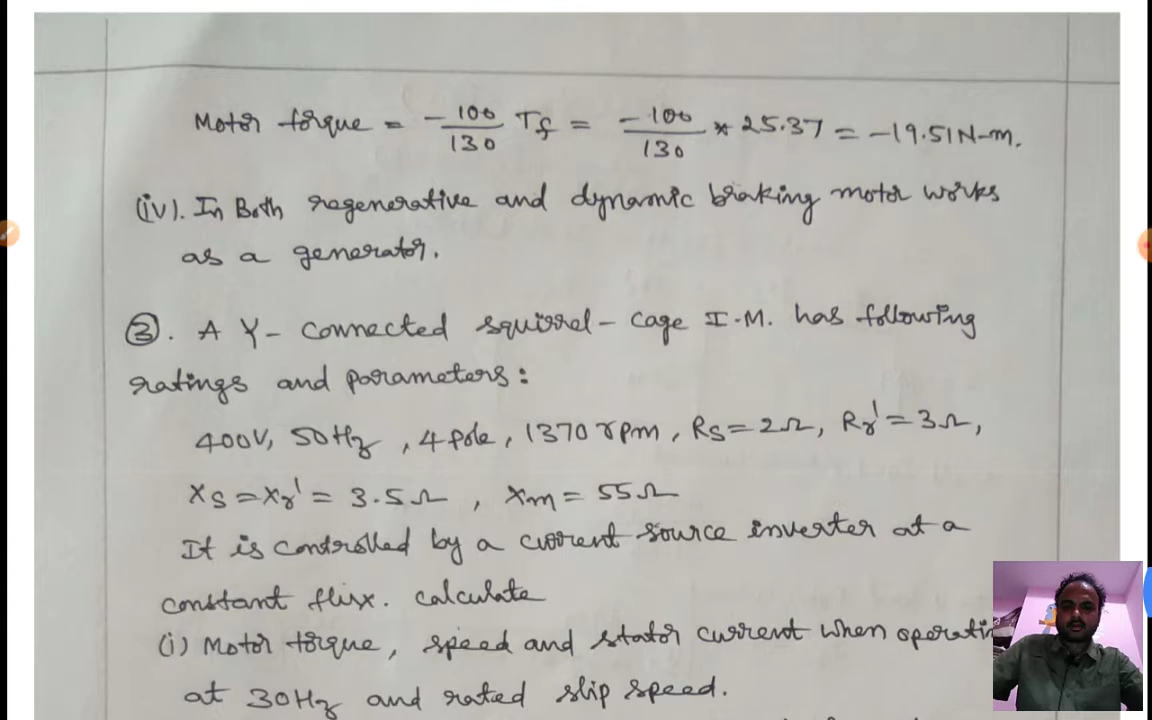 Motor torque = -100/130 Tf = -100/130 * 25.37 = -19.51 N-m.
(iv). In Both regenerative and dynamic braking motor works
as a generator.
③. A Y- connected squirrel-cage I.M. has following
ratings and parameters:
400V, 50Hz, 4 pole, 1370 rpm, Rs=2Ω, Rr'=3Ω,
Xs=Xr'=3.5Ω, Xm=55Ω
It is controlled by a current source inverter at a
constant flux. calculate
(i) Motor torque, speed and stator current when operatin
at 30Hz and rated slip speed.